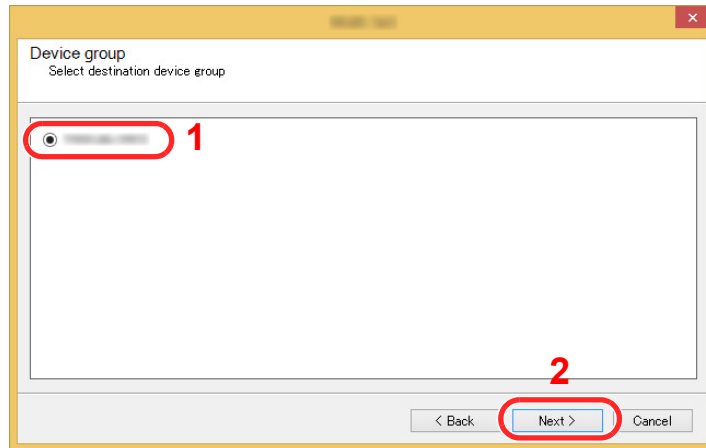 Device group
Select destination device group
1
2
< Back
Next >
Cancel